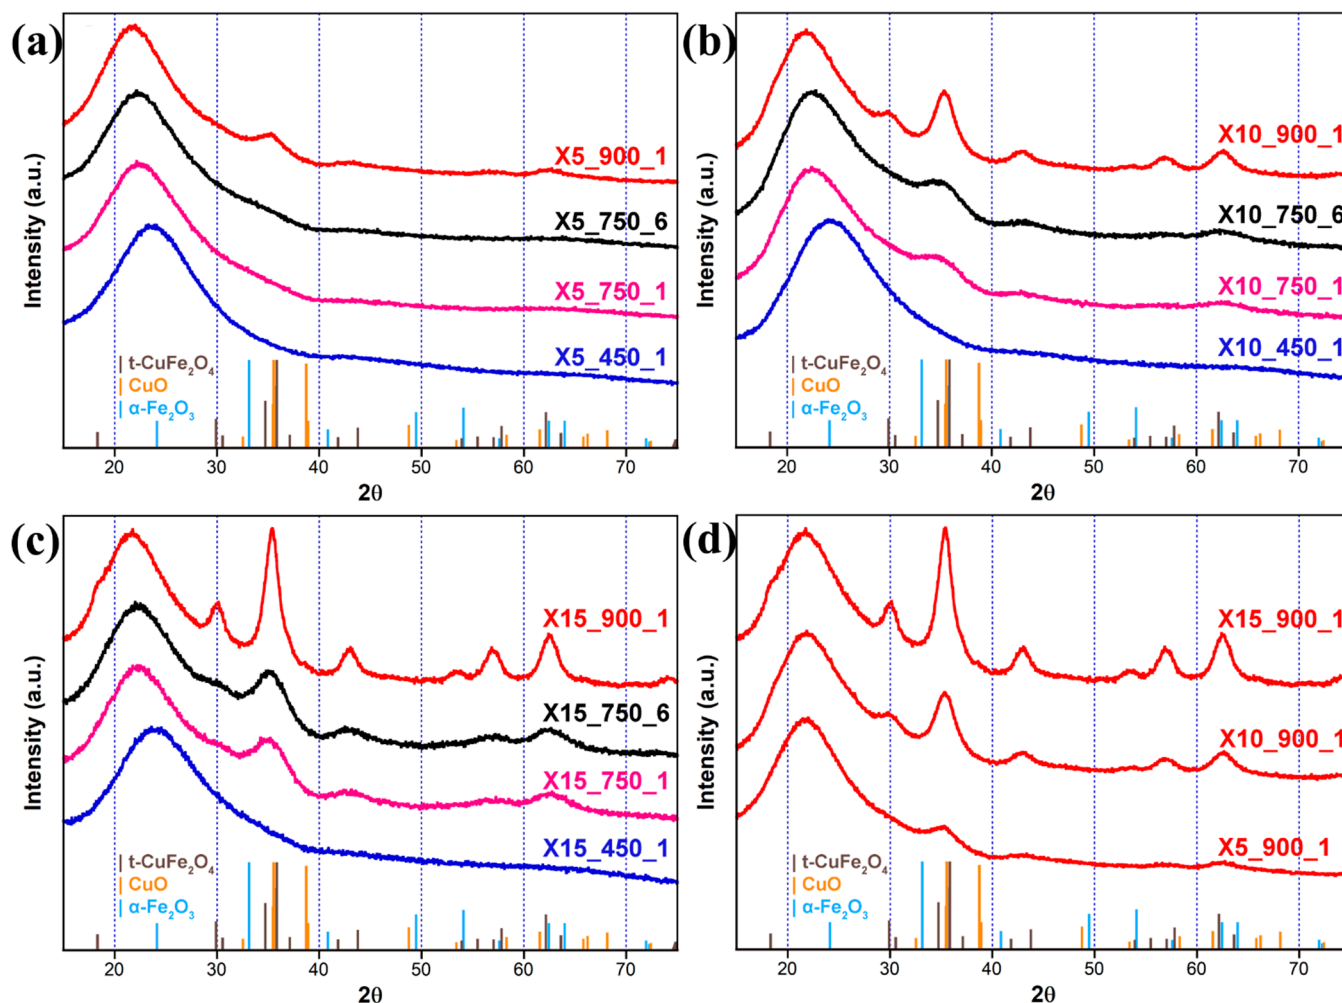 (a)
Intensity (a.u.)
X5_900_1
X5_750_6
X5_750_1
X5_450_1
t-CuFe₂O₄
CuO
α-Fe₂O₃
20 30 40 50 60 70
2θ
(b)
Intensity (a.u.)
X10_900_1
X10_750_6
X10_750_1
X10_450_1
t-CuFe₂O₄
CuO
α-Fe₂O₃
20 30 40 50 60 70
2θ
(c)
Intensity (a.u.)
X15_900_1
X15_750_6
X15_750_1
X15_450_1
t-CuFe₂O₄
CuO
α-Fe₂O₃
20 30 40 50 60 70
2θ
(d)
Intensity (a.u.)
X15_900_1
X10_900_1
X5_900_1
t-CuFe₂O₄
CuO
α-Fe₂O₃
20 30 40 50 60 70
2θ